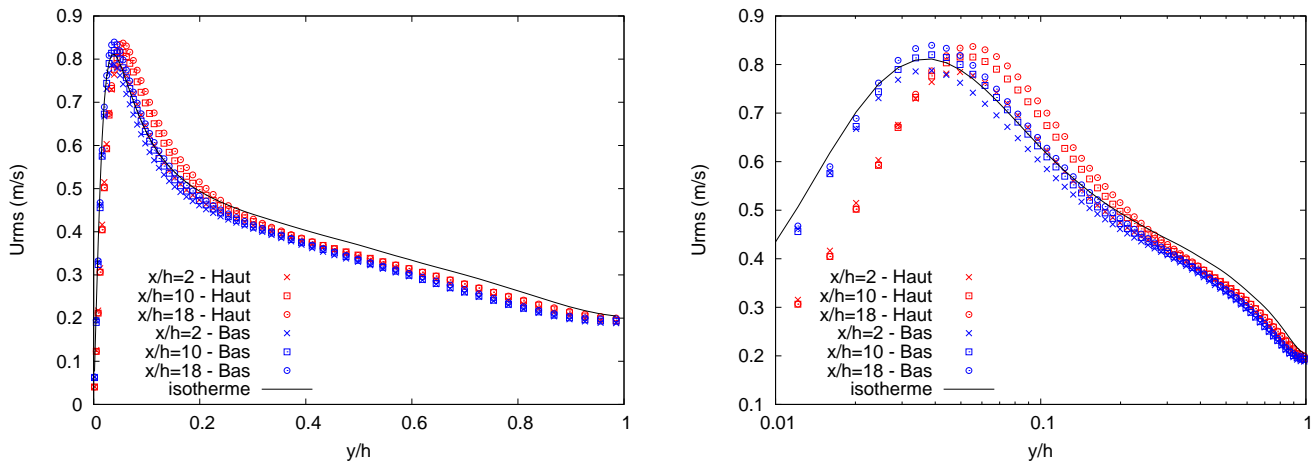 0.9
0.8
0.7
0.6
0.5
0.4
0.3
0.2
0.1
0
Urms (m/s)
x/h=2 - Haut
x/h=10 - Haut
x/h=18 - Haut
x/h=2 - Bas
x/h=10 - Bas
x/h=18 - Bas
isotherme
0 0.2 0.4 0.6 0.8 1
y/h
0.9
0.8
0.7
0.6
0.5
0.4
0.3
0.2
0.1
Urms (m/s)
x/h=2 - Haut
x/h=10 - Haut
x/h=18 - Haut
x/h=2 - Bas
x/h=10 - Bas
x/h=18 - Bas
isotherme
0.01 0.1 1
y/h